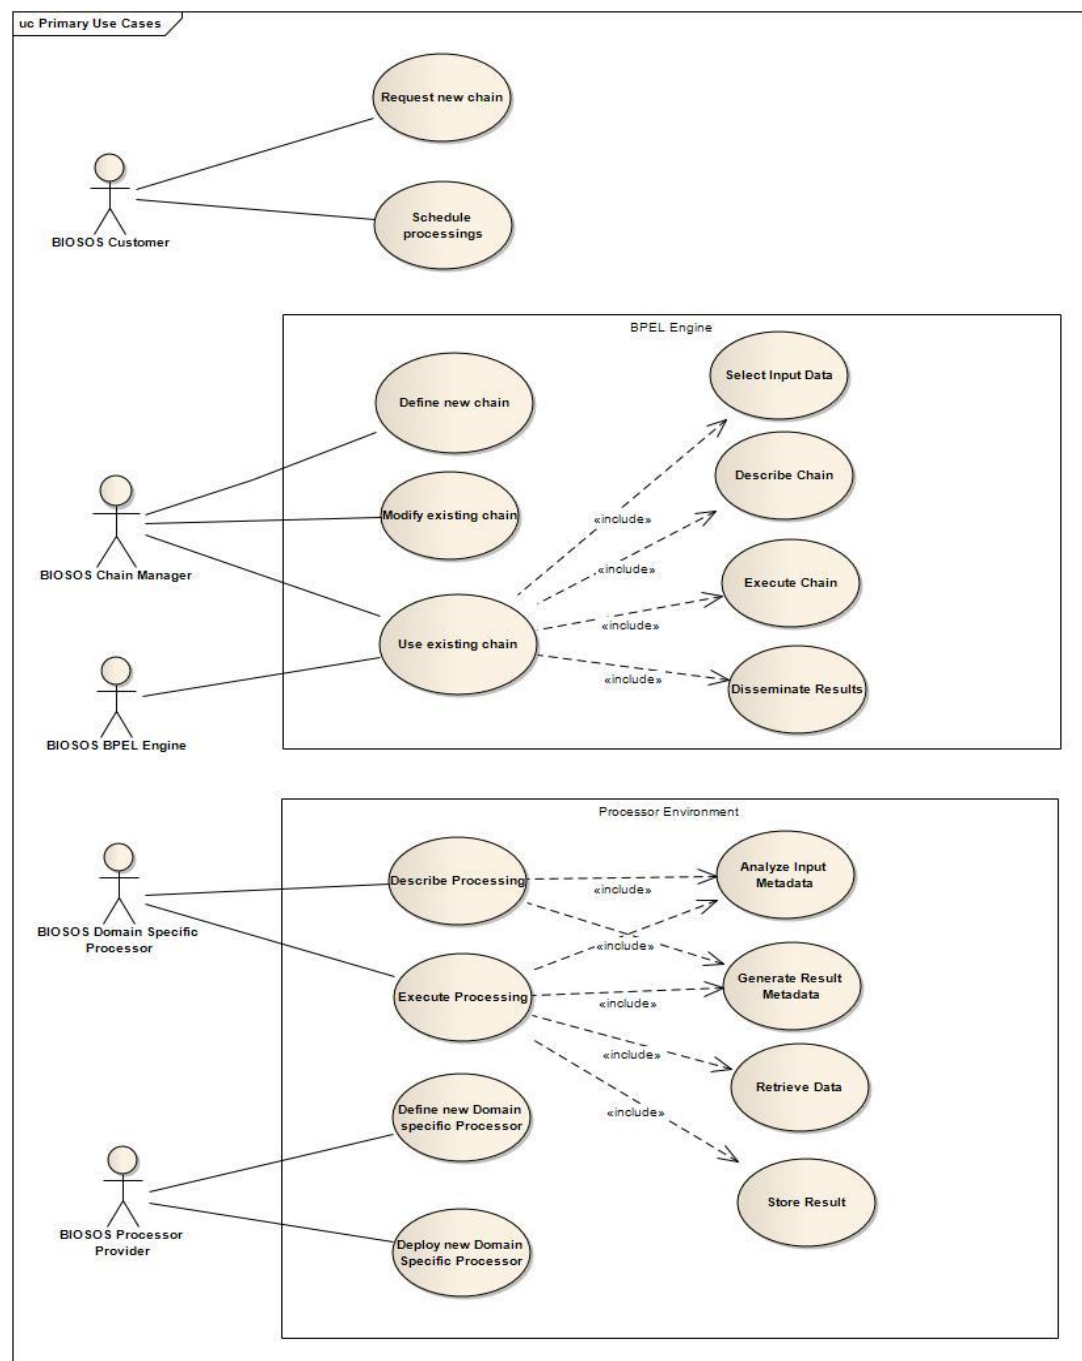 uc Primary Use Cases
Request new chain
Schedule
processings
BIOSOS Customer
BPEL Engine
Select Input Data
Define new chain
Describe Chain
Modify existing chain
«include»
BIOSOS Chain Manager
«include»
Execute Chain
«include»
Use existing chain
«include»
Disseminate Results
BIOSOS BPEL Engine
Processor Environment
Describe Processing
«include»
Analyze Input
Metadata
BIOSOS Domain Specific
Processor
«include»
Execute Processing
«include»
Generate Result
Metadata
«include»
Retrieve Data
Define new Domain
specific Processor
«include»
Store Result
BIOSOS Processor
Provider
Deploy new Domain
Specific Processor